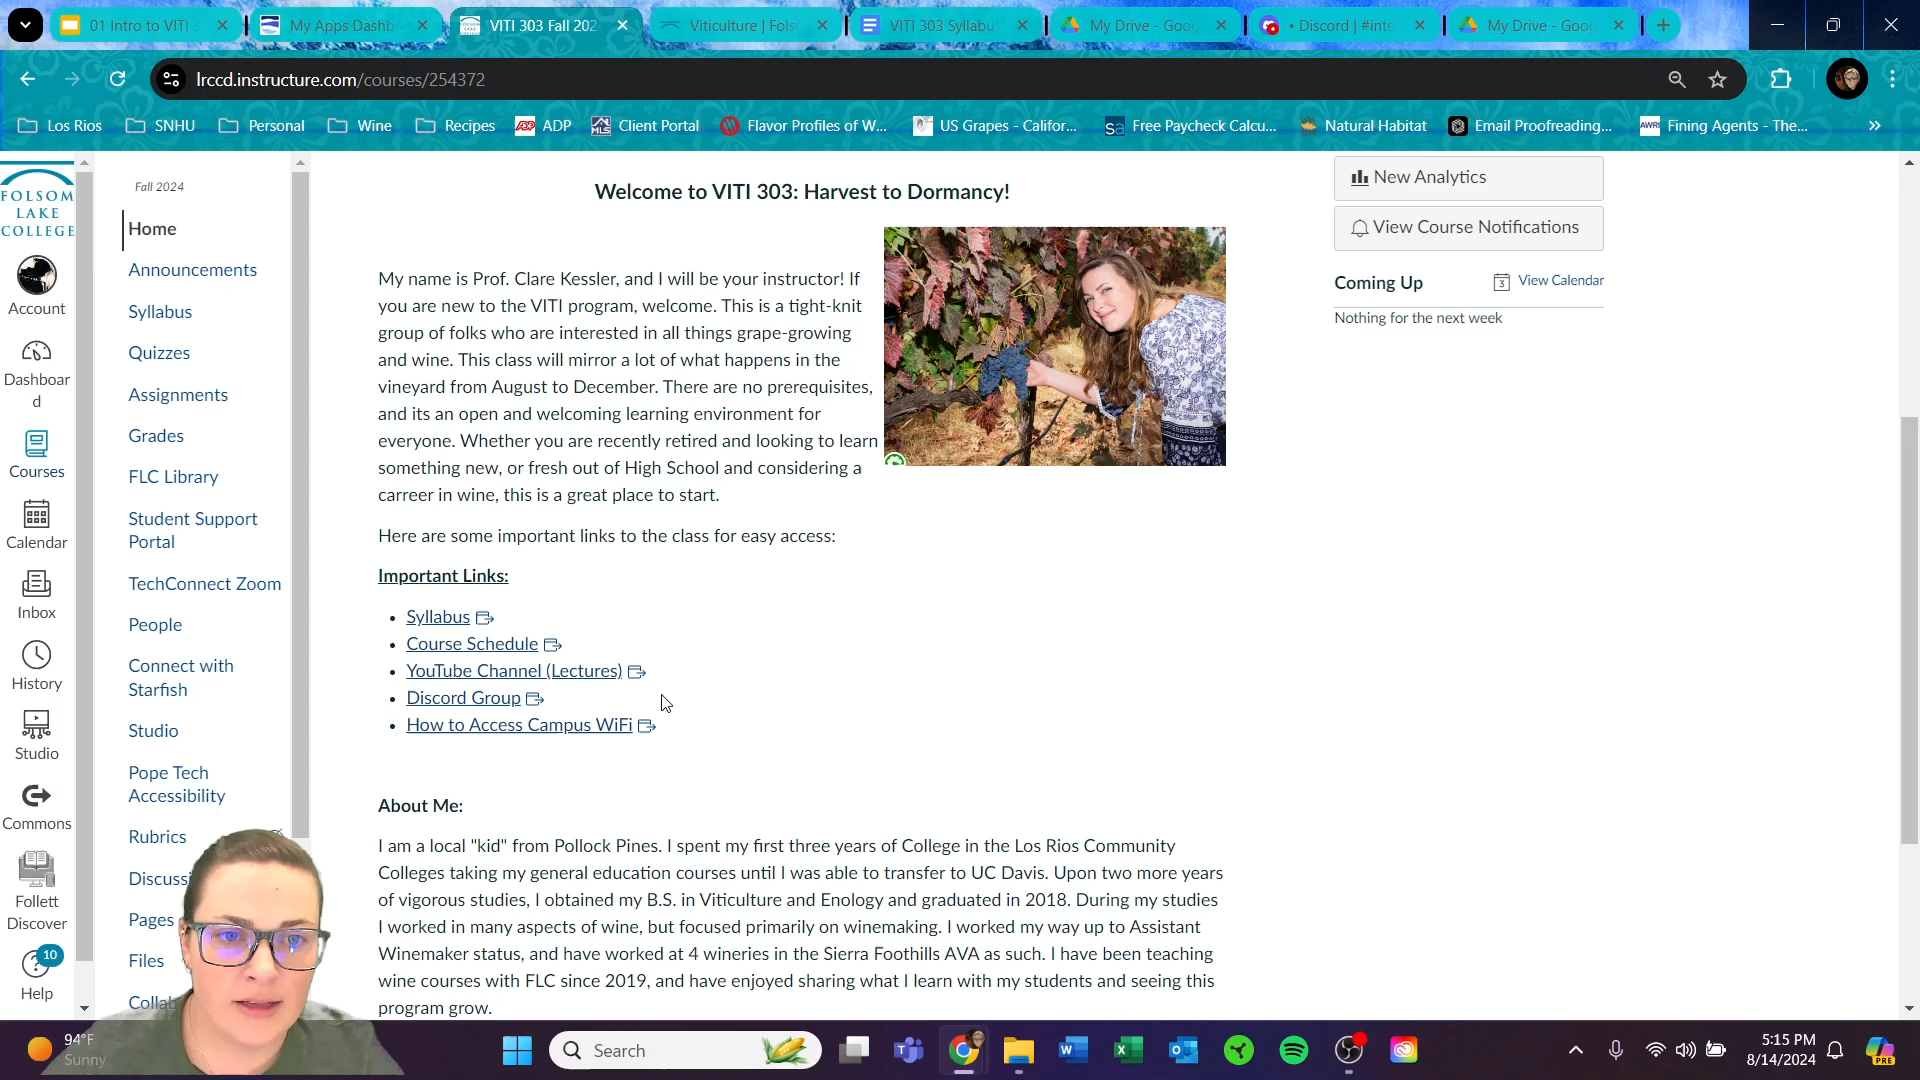 01 Intro to VITI
My Apps Dashb
VITI 303 Fall 202
Viticulture | Fols
VITI 303 Syllabu
My Drive - Goog
• Discord | #inte
My Drive - Goog
lrccd.instructure.com/courses/254372
Los Rios
SNHU
Personal
Wine
Recipes
ADP
Client Portal
Flavor Profiles of W...
US Grapes - Califor...
Free Paycheck Calcu...
Natural Habitat
Email Proofreading...
Fining Agents - The...
»
FOLSOM
LAKE
COLLEGE
Account
Dashboar
d
Courses
Calendar
Inbox
History
Studio
Commons
Follett
Discover
10
Help
Fall 2024
Home
Announcements
Syllabus
Quizzes
Assignments
Grades
FLC Library
Student Support
Portal
TechConnect Zoom
People
Connect with
Starfish
Studio
Pope Tech
Accessibility
Rubrics
Discussi
Pages
Files
Collab
Welcome to VITI 303: Harvest to Dormancy!
My name is Prof. Clare Kessler, and I will be your instructor! If
you are new to the VITI program, welcome. This is a tight-knit
group of folks who are interested in all things grape-growing
and wine. This class will mirror a lot of what happens in the
vineyard from August to December. There are no prerequisites,
and its an open and welcoming learning environment for
everyone. Whether you are recently retired and looking to learn
something new, or fresh out of High School and considering a
carreer in wine, this is a great place to start.
Here are some important links to the class for easy access:
Important Links:
• Syllabus
• Course Schedule
• YouTube Channel (Lectures)
• Discord Group
• How to Access Campus WiFi
About Me:
I am a local "kid" from Pollock Pines. I spent my first three years of College in the Los Rios Community
Colleges taking my general education courses until I was able to transfer to UC Davis. Upon two more years
of vigorous studies, I obtained my B.S. in Viticulture and Enology and graduated in 2018. During my studies
I worked in many aspects of wine, but focused primarily on winemaking. I worked my way up to Assistant
Winemaker status, and have worked at 4 wineries in the Sierra Foothills AVA as such. I have been teaching
wine courses with FLC since 2019, and have enjoyed sharing what I learn with my students and seeing this
program grow.
New Analytics
View Course Notifications
Coming Up
3
View Calendar
Nothing for the next week
94°F
Sunny
Search
5:15 PM
8/14/2024
PRE